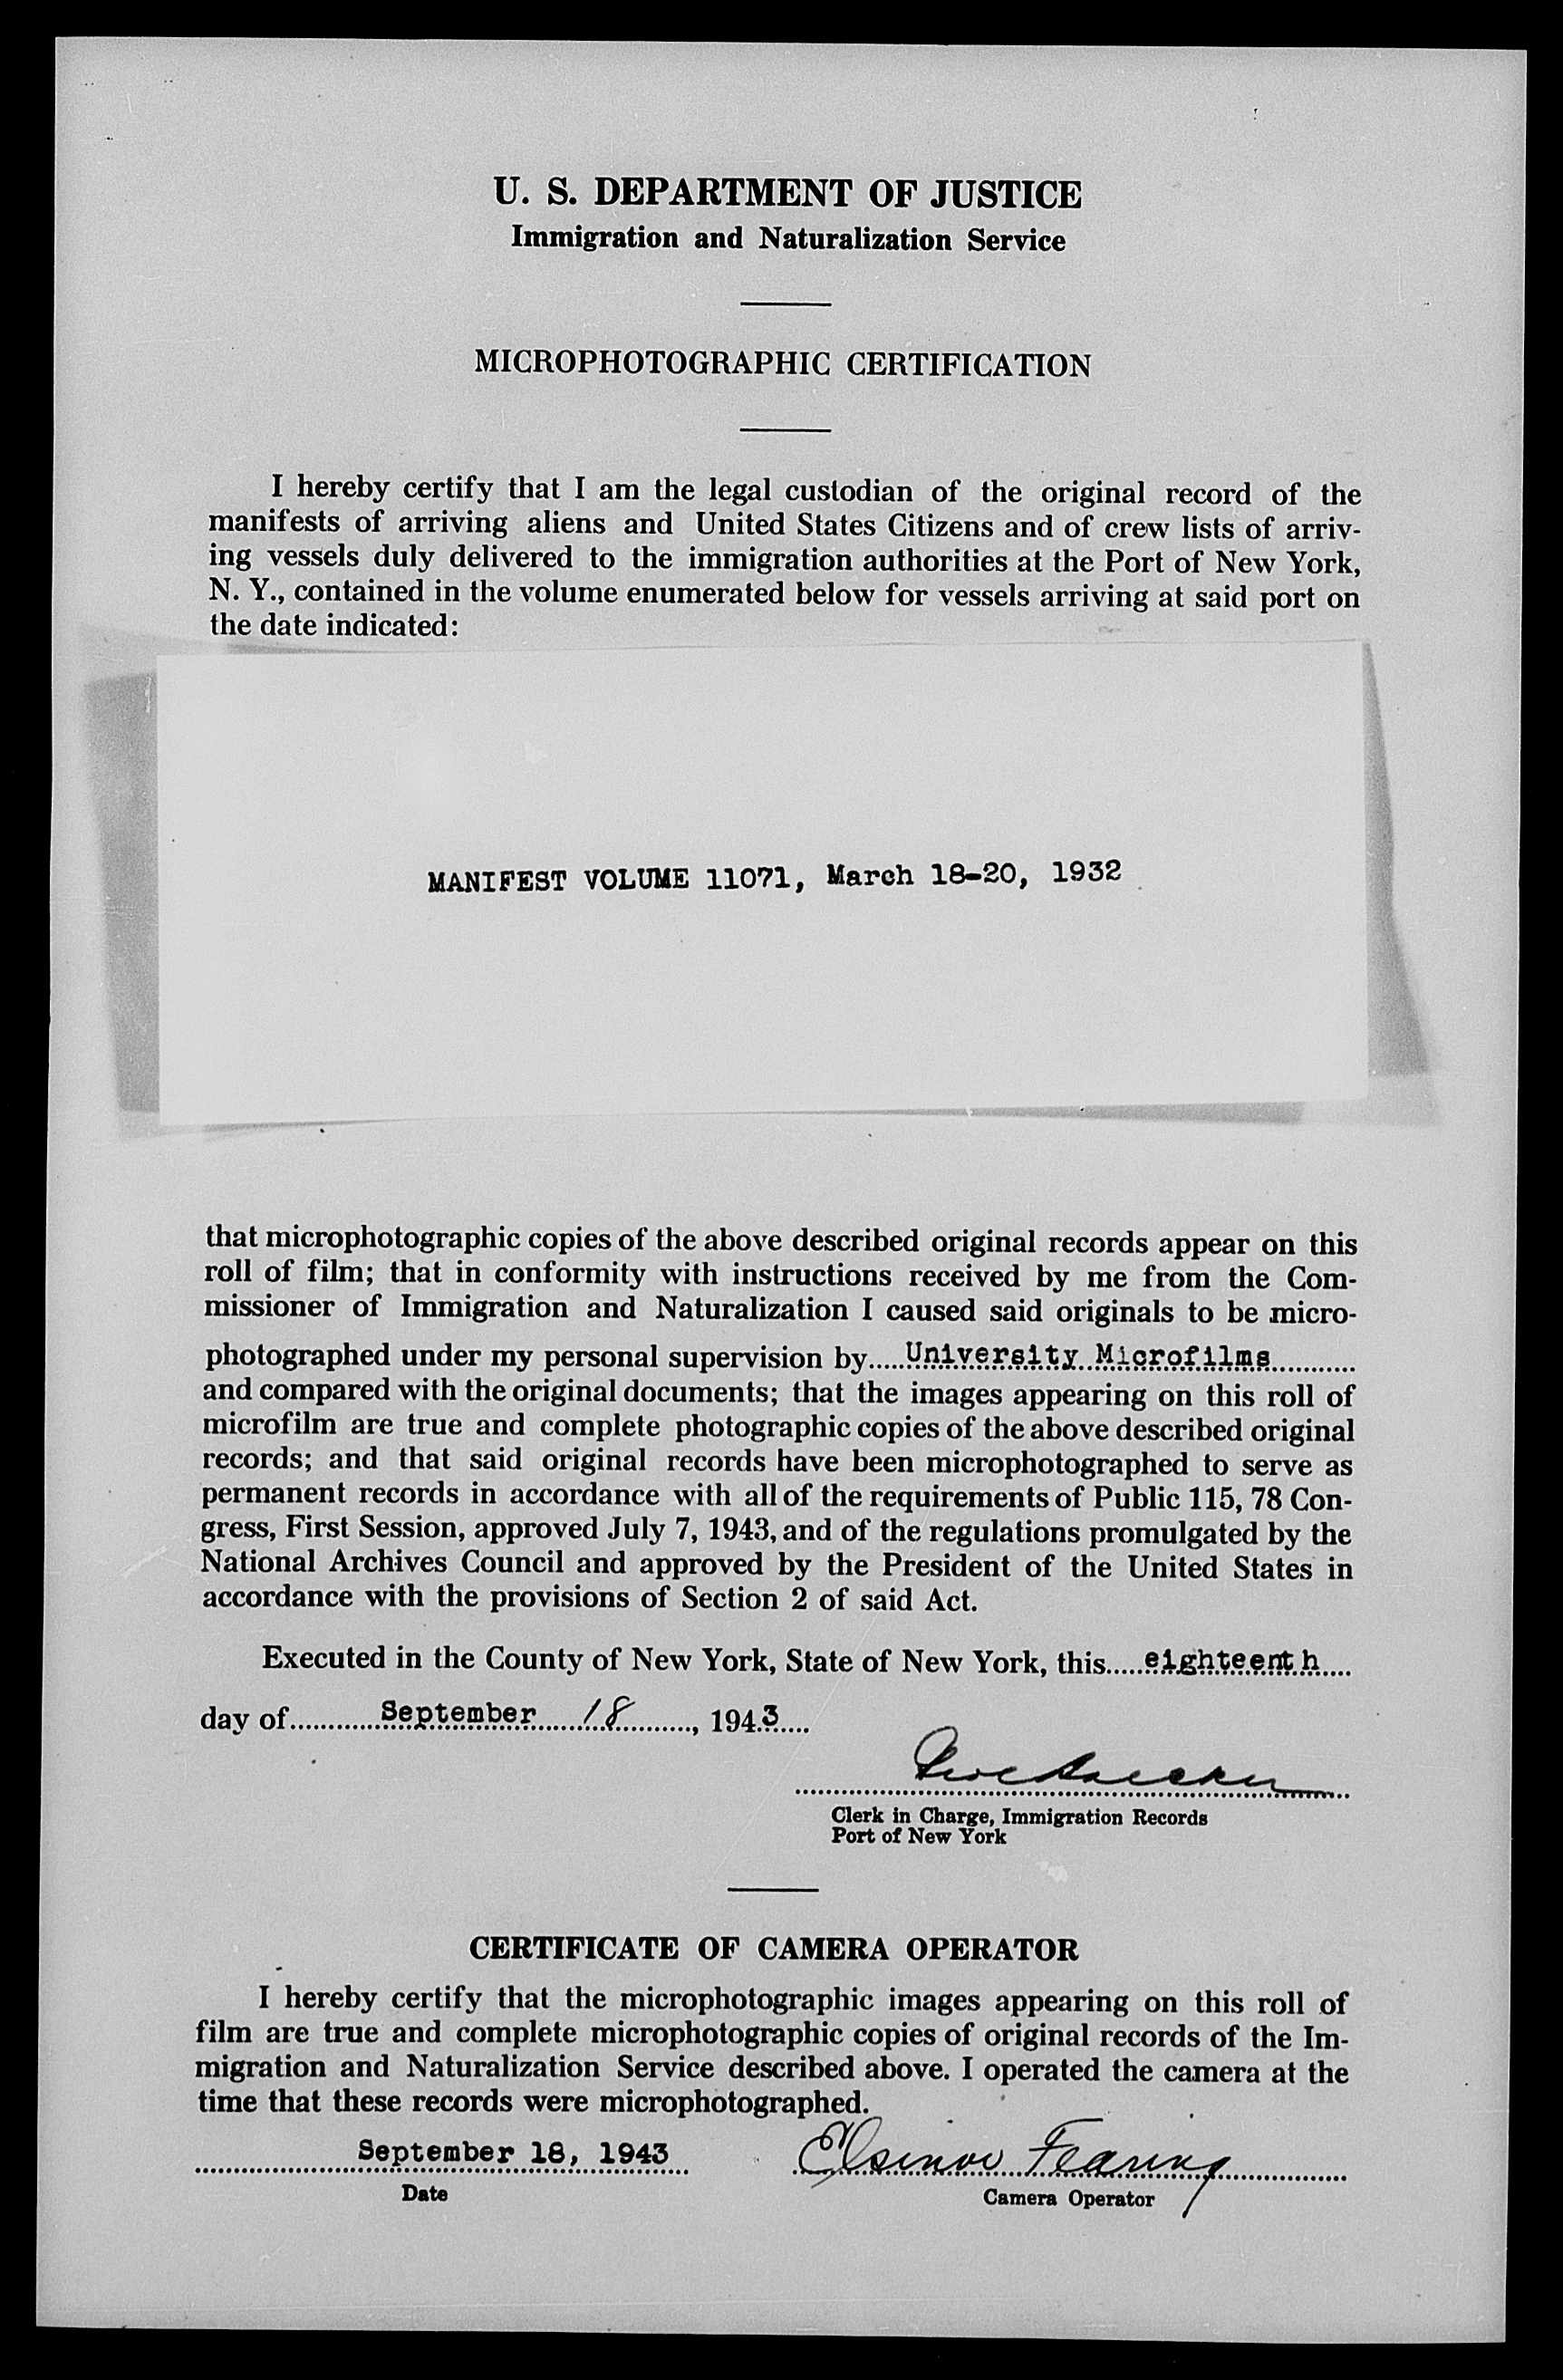 U. S. DEPARTMENT OF JUSTICE
Immigration and Naturalization Service
MICROPHOTOGRAPHIC CERTIFICATION
I hereby certify that I am the legal custodian of the original record of the
manifests of arriving aliens and United States Citizens and of crew lists of arriv-
ing vessels duly delivered to the immigration authorities at the Port of New York,
N. Y., contained in the volume enumerated below for vessels arriving at said port on
the date indicated:
MANIFEST VOLUME 11071, March 18-20, 1932
that microphotographic copies of the above described original records appear on this
roll of film; that in conformity with instructions received by me from the Com-
missioner of Immigration and Naturalization I caused said originals to be micro-
photographed under my personal supervision by.....University Microfilms...........
and compared with the original documents; that the images appearing on this roll of
microfilm are true and complete photographic copies of the above described original
records; and that said original records have been microphotographed to serve as
permanent records in accordance with all of the requirements of Public 115, 78 Con-
gress, First Session, approved July 7, 1943, and of the regulations promulgated by the
National Archives Council and approved by the President of the United States in
accordance with the provisions of Section 2 of said Act.
Executed in the County of New York, State of New York, this.....eighteenth....
day of............September.....18.........., 1943....
Clerk in Charge, Immigration Records
Port of New York
CERTIFICATE OF CAMERA OPERATOR
I hereby certify that the microphotographic images appearing on this roll of
film are true and complete microphotographic copies of original records of the Im-
migration and Naturalization Service described above. I operated the camera at the
time that these records were microphotographed.
September 18, 1943 Elsinor Fearing
Date Camera Operator